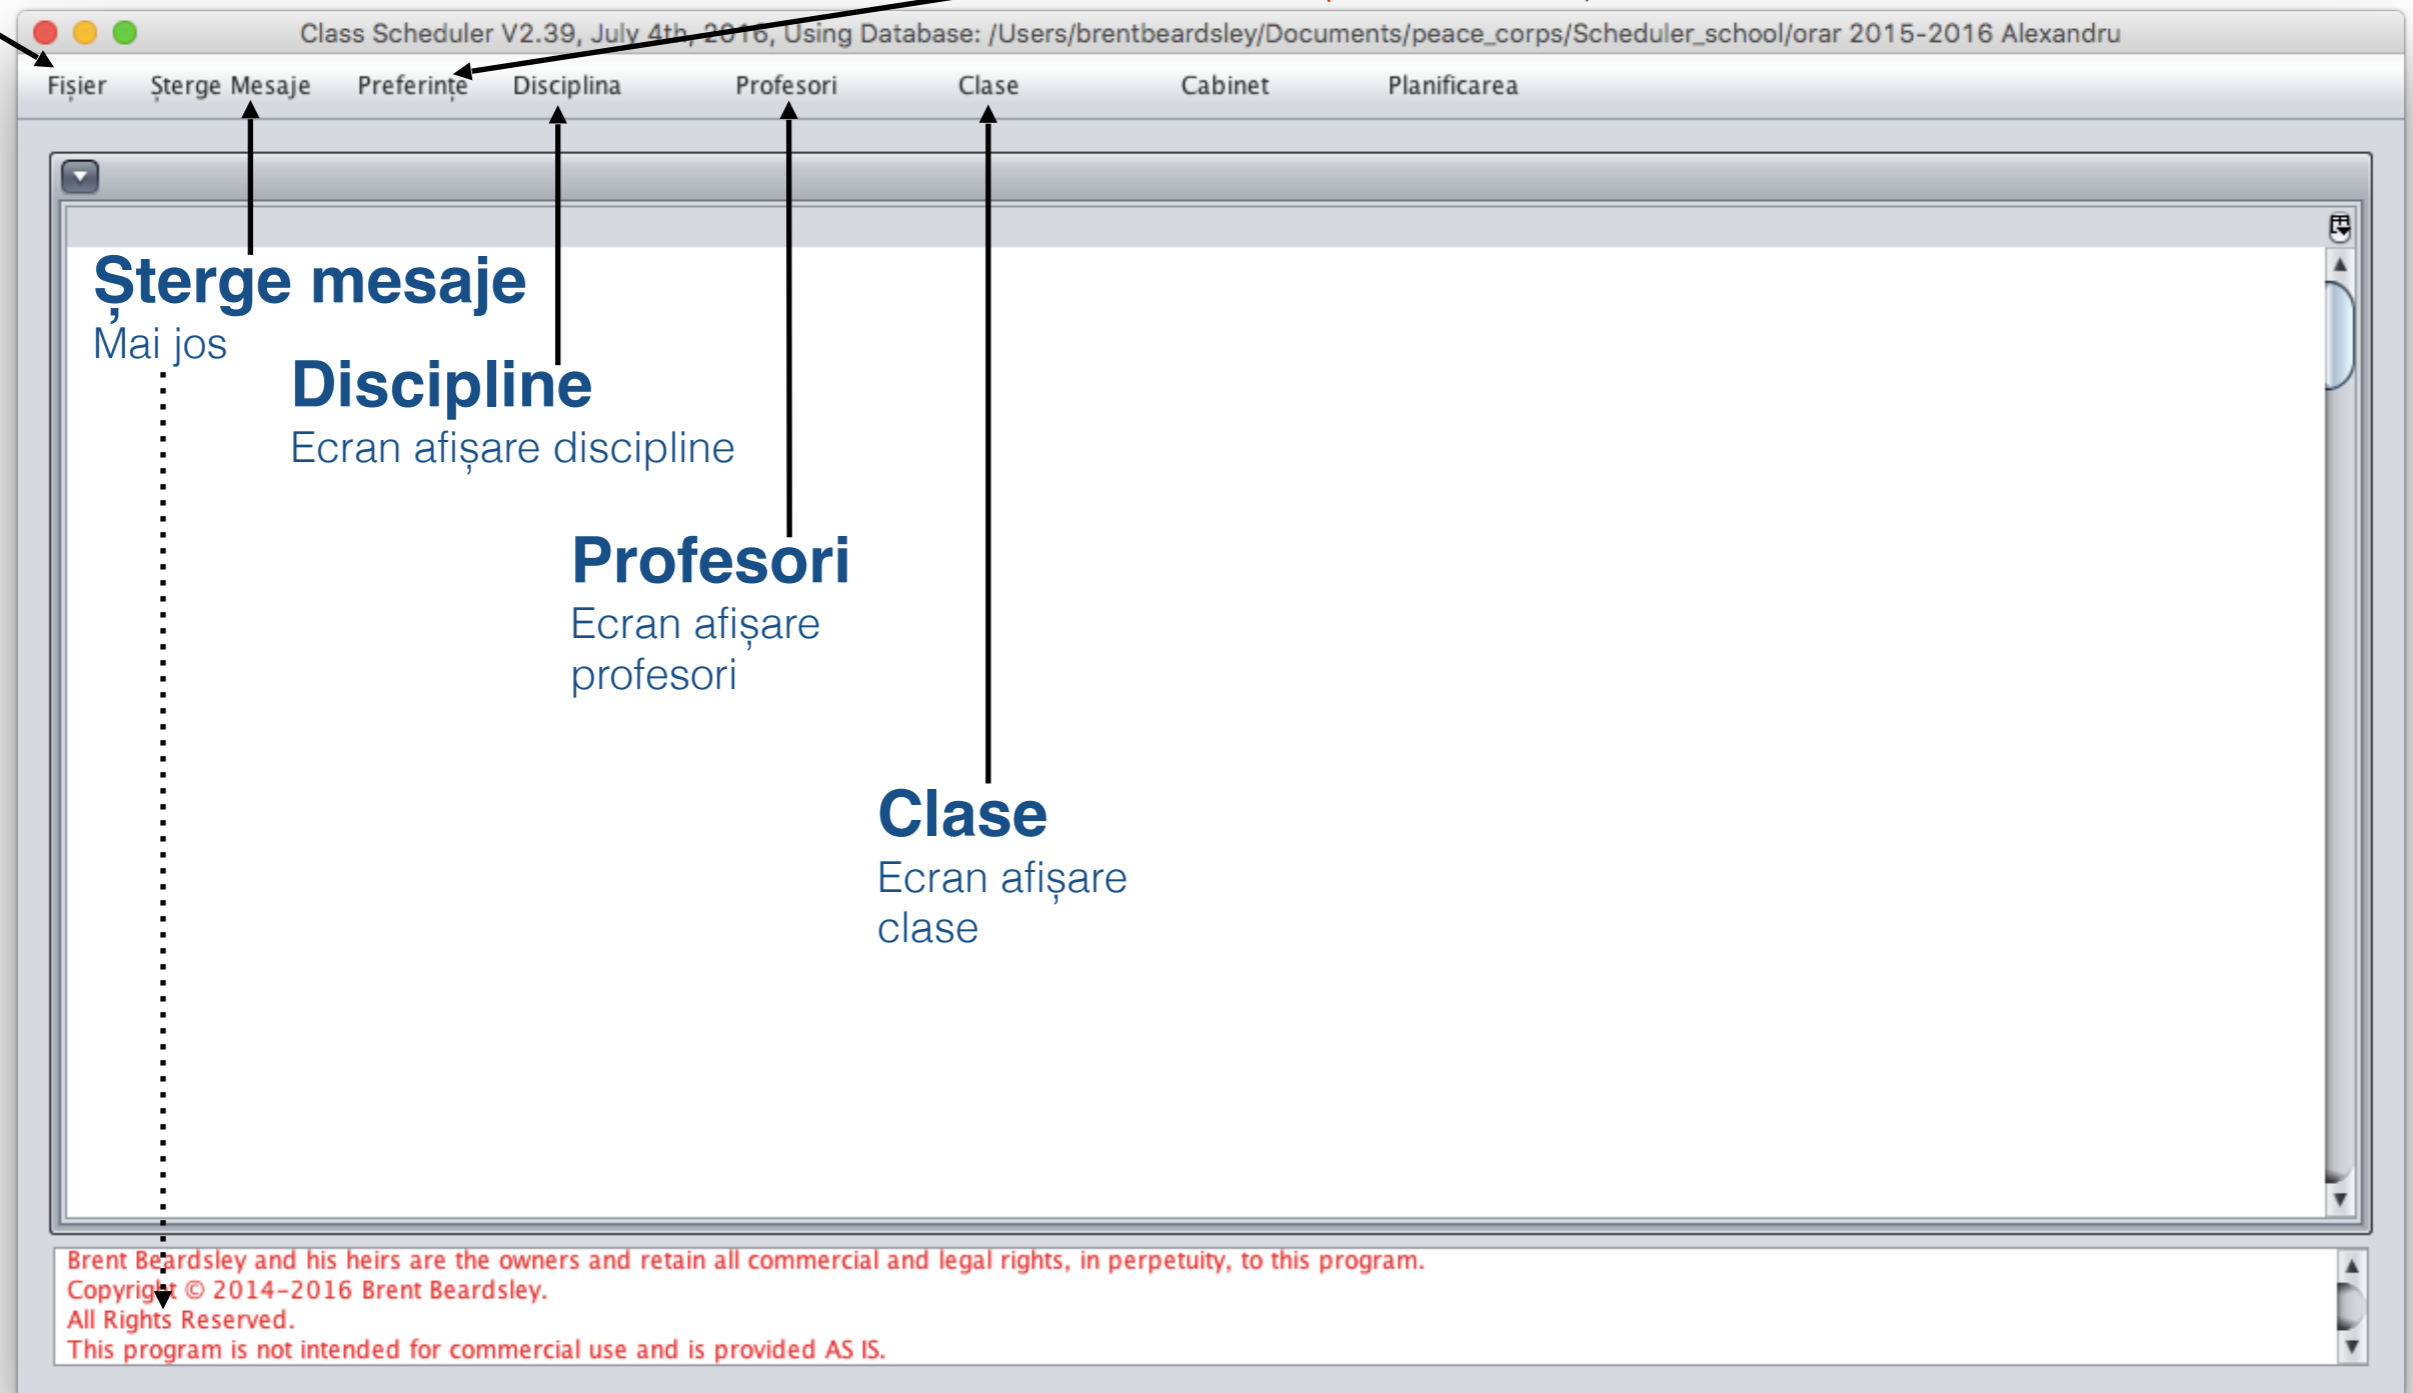 Class Scheduler V2.39, July 4th, 2016, Using Database: /Users/brentbeardsley/Documents/peace_corps/Scheduler_school/orar 2015-2016 Alexandru
Fișier Șterge Mesaje Preferințe Disciplina Profesori Clase Cabinet Planificarea
Șterge mesaje
Mai jos
Discipline
Ecran afișare discipline
Profesori
Ecran afișare
profesori
Clase
Ecran afișare
clase
Brent Beardsley and his heirs are the owners and retain all commercial and legal rights, in perpetuity, to this program.
Copyright © 2014-2016 Brent Beardsley.
All Rights Reserved.
This program is not intended for commercial use and is provided AS IS.